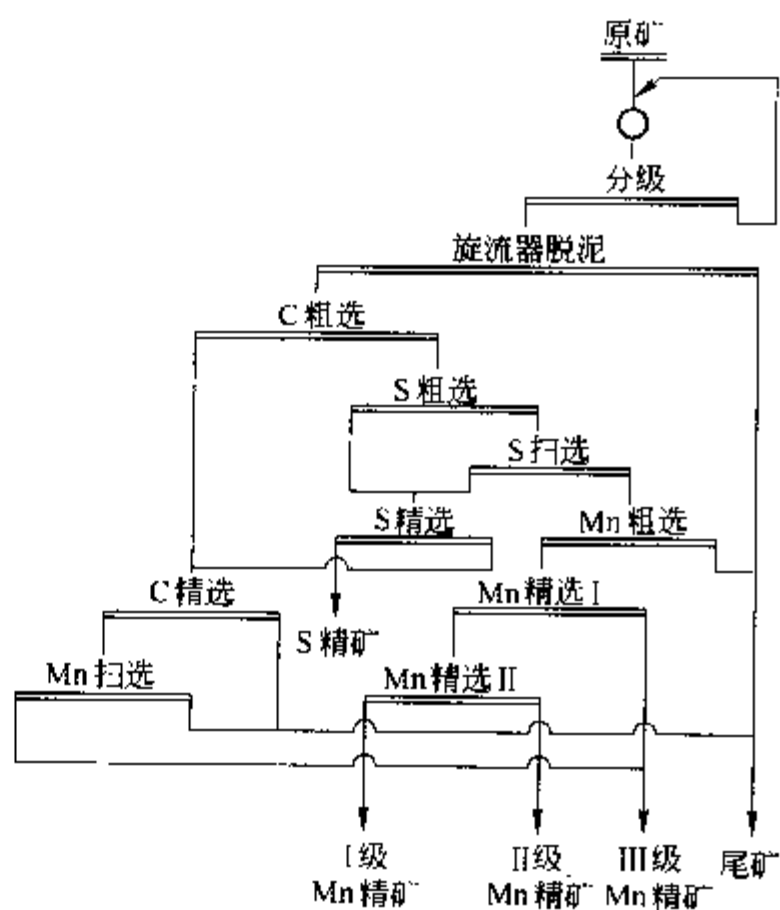 原矿
分级
旋流器脱泥
C粗选
S粗选
S扫选
S精选
Mn粗选
C精选
Mn精选Ⅰ
S精矿
Mn扫选
Mn精选Ⅱ
Ⅰ级
Mn精矿
Ⅱ级
Mn精矿
Ⅲ级
Mn精矿
尾矿